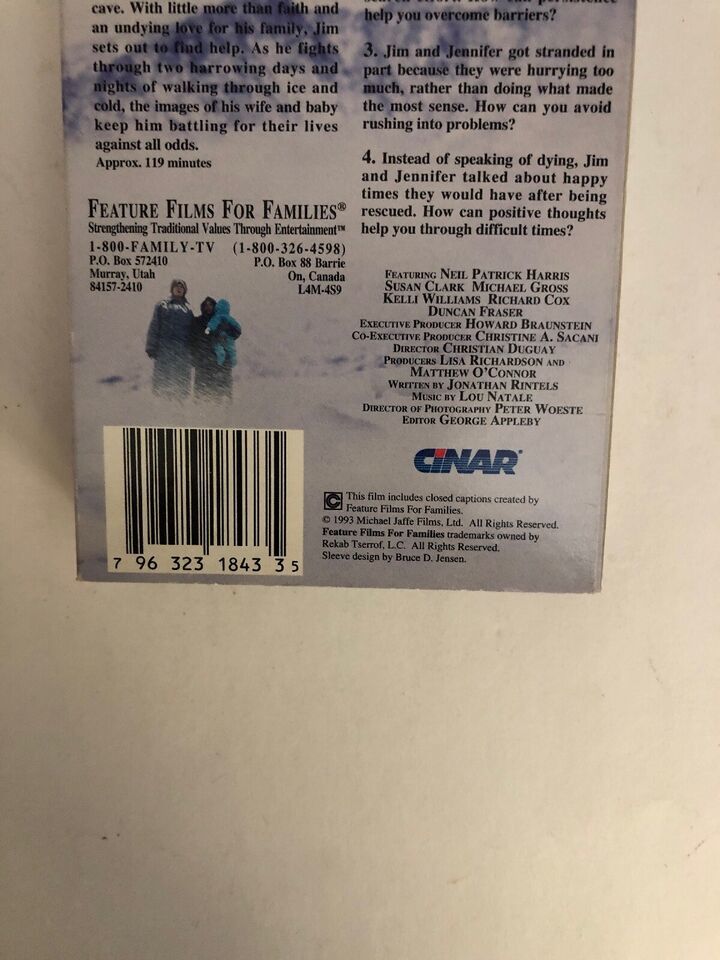 cave. With little more than faith and
an undying love for his family, Jim
sets out to find help. As he fights
through two harrowing days and
nights of walking through ice and
cold, the images of his wife and baby
keep him battling for their lives
against all odds.
Approx. 119 minutes
FEATURE FILMS FOR FAMILIES®
Strengthening Traditional Values Through Entertainment™
1-800-FAMILY-TV (1-800-326-4598)
P.O. Box 572410
Murray, Utah
84157-2410
P.O. Box 88 Barrie
On, Canada
L4M-4S9
help you overcome barriers?
3. Jim and Jennifer got stranded in
part because they were hurrying too
much, rather than doing what made
the most sense. How can you avoid
rushing into problems?
4. Instead of speaking of dying, Jim
and Jennifer talked about happy
times they would have after being
rescued. How can positive thoughts
help you through difficult times?
FEATURING NEIL PATRICK HARRIS
SUSAN CLARK MICHAEL GROSS
KELLI WILLIAMS RICHARD COX
DUNCAN FRASER
EXECUTIVE PRODUCER HOWARD BRAUNSTEIN
CO-EXECUTIVE PRODUCER CHRISTINE A. SACANI
DIRECTOR CHRISTIAN DUGUAY
PRODUCERS LISA RICHARDSON AND
MATTHEW O'CONNOR
WRITTEN BY JONATHAN RINTELS
MUSIC BY LOU NATALE
DIRECTOR OF PHOTOGRAPHY PETER WOESTE
EDITOR GEORGE APPLEBY
CINAR
C This film includes closed captions created by
Feature Films For Families.
© 1993 Michael Jaffe Films, Ltd. All Rights Reserved.
Feature Films For Families trademarks owned by
Rekab Tserrof, L.C. All Rights Reserved.
Sleeve design by Bruce D. Jensen.
7 96 323 1843 3 5